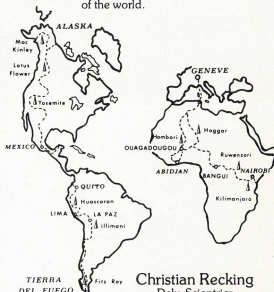 of the world.
ALASKA
Mac
Kinley
Lotus
Flower
Yosemite
MEXICO
GENEVE
Hombori
Hoggar
OUAGADOUGOU
Ruwenzori
ABIDJAN
BANGUI
NAIROBI
Kilimanjaro
QUITO
Huascaran
LIMA
LA PAZ
Illimani
TIERRA
DEL FUEGO
Fitz Roy
Christian Recking